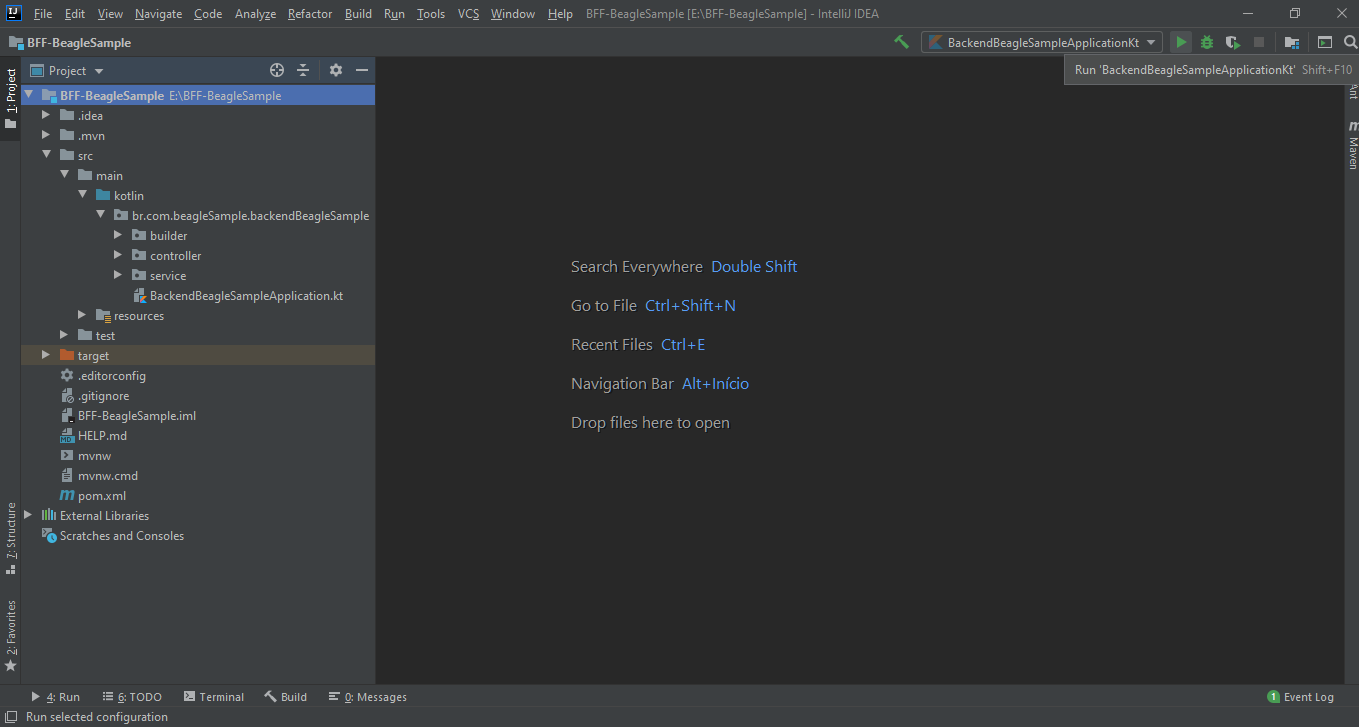 IJ File Edit View Navigate Code Analyze Refactor Build Run Tools VCS Window Help BFF-BeagleSample [E:\BFF-BeagleSample] - IntelliJ IDEA
BFF-BeagleSample BackendBeagleSampleApplicationKt
Run 'BackendBeagleSampleApplicationKt' Shift+F10
1: Project
Project
BFF-BeagleSample E:\BFF-BeagleSample
.idea
.mvn
src
main
kotlin
br.com.beagleSample.backendBeagleSample
builder
controller
service
BackendBeagleSampleApplication.kt
resources
test
target
.editorconfig
.gitignore
BFF-BeagleSample.iml
MD HELP.md
mvnw
mvnw.cmd
m pom.xml
External Libraries
Scratches and Consoles
Search Everywhere Double Shift
Go to File Ctrl+Shift+N
Recent Files Ctrl+E
Navigation Bar Alt+Início
Drop files here to open
Ant
m Maven
7: Structure
2: Favorites
4: Run 6: TODO Terminal Build 0: Messages 1 Event Log
Run selected configuration